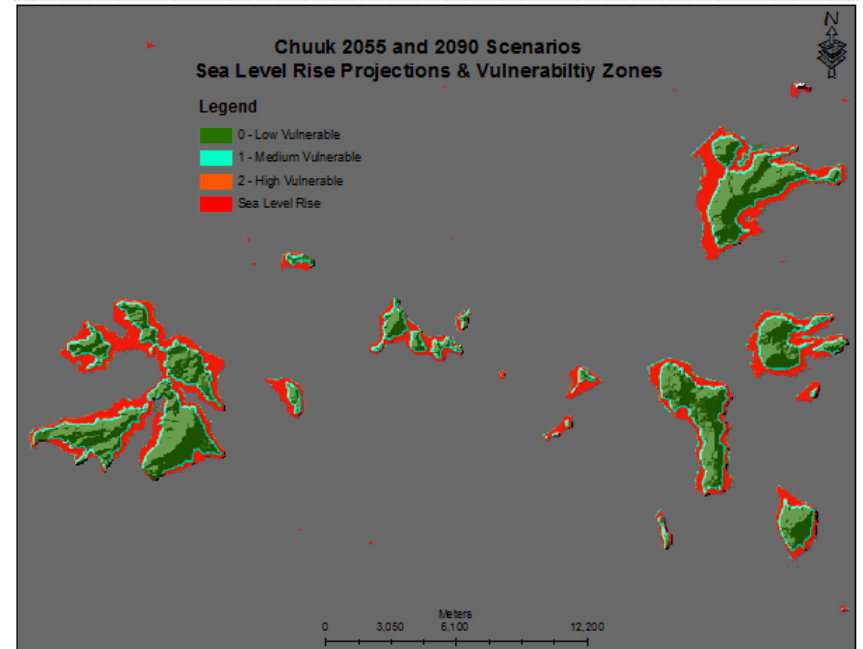 N
Chuuk 2055 and 2090 Scenarios
Sea Level Rise Projections & Vulnerabiltiy Zones
Legend
0 - Low Vulnerable
1 - Medium Vulnerable
2 - High Vulnerable
Sea Level Rise
Meters
0 3,050 6,100 12,200